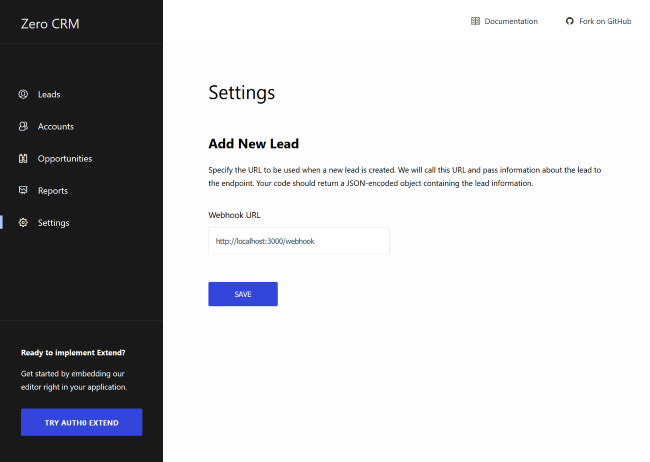 Zero CRM
Documentation
Fork on GitHub
Leads
Accounts
Opportunities
Reports
Settings
Ready to implement Extend?
Get started by embedding our
editor right in your application.
TRY AUTH0 EXTEND
Settings
Add New Lead
Specify the URL to be used when a new lead is created. We will call this URL and pass information about the lead to
the endpoint. Your code should return a JSON-encoded object containing the lead information.
Webhook URL
http://localhost:3000/webhook
SAVE